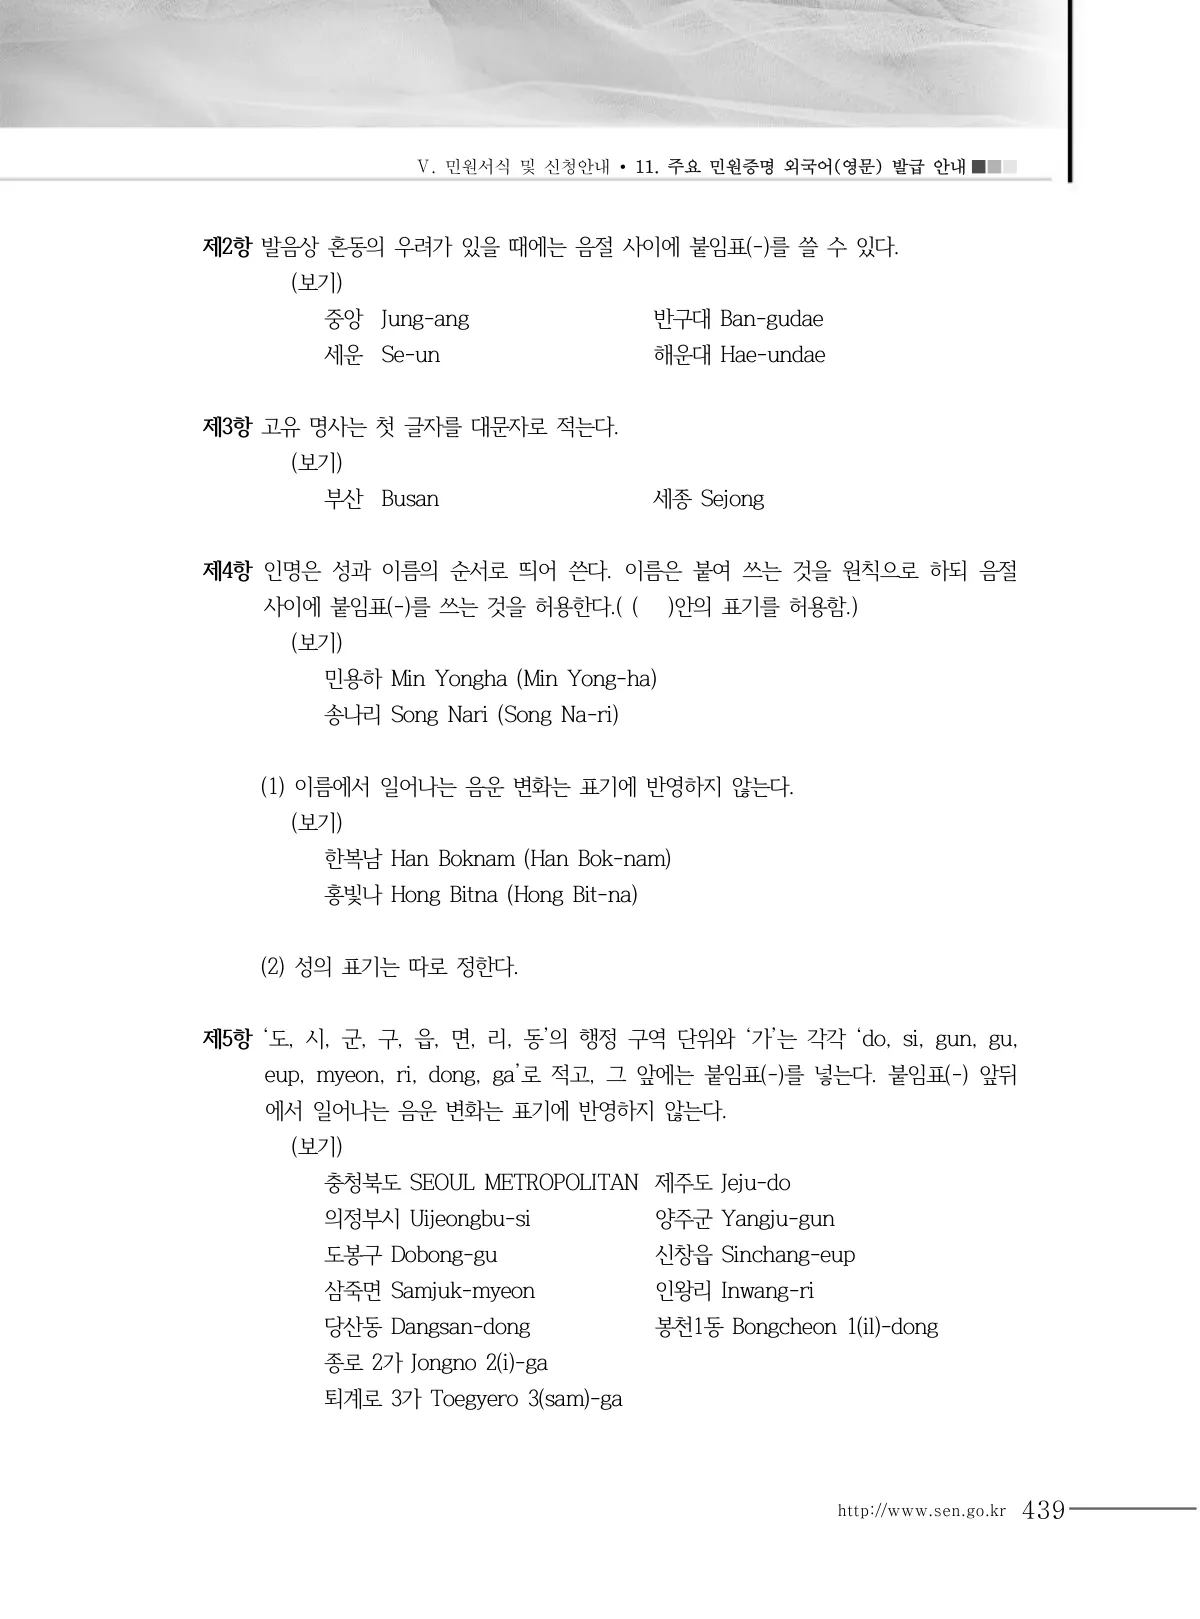 Ⅴ. 민원서식 및 신청안내 • 11. 주요 민원증명 외국어(영문) 발급 안내
제2항 발음상 혼동의 우려가 있을 때에는 음절 사이에 붙임표(-)를 쓸 수 있다.
(보기)
중앙 Jung-ang 반구대 Ban-gudae
세운 Se-un 해운대 Hae-undae
제3항 고유 명사는 첫 글자를 대문자로 적는다.
(보기)
부산 Busan 세종 Sejong
제4항 인명은 성과 이름의 순서로 띄어 쓴다. 이름은 붙여 쓰는 것을 원칙으로 하되 음절
사이에 붙임표(-)를 쓰는 것을 허용한다.( ( )안의 표기를 허용함.)
(보기)
민용하 Min Yongha (Min Yong-ha)
송나리 Song Nari (Song Na-ri)
(1) 이름에서 일어나는 음운 변화는 표기에 반영하지 않는다.
(보기)
한복남 Han Boknam (Han Bok-nam)
홍빛나 Hong Bitna (Hong Bit-na)
(2) 성의 표기는 따로 정한다.
제5항 ‘도, 시, 군, 구, 읍, 면, 리, 동’의 행정 구역 단위와 ‘가’는 각각 ‘do, si, gun, gu,
eup, myeon, ri, dong, ga’로 적고, 그 앞에는 붙임표(-)를 넣는다. 붙임표(-) 앞뒤
에서 일어나는 음운 변화는 표기에 반영하지 않는다.
(보기)
충청북도 SEOUL METROPOLITAN 제주도 Jeju-do
의정부시 Uijeongbu-si 양주군 Yangju-gun
도봉구 Dobong-gu 신창읍 Sinchang-eup
삼죽면 Samjuk-myeon 인왕리 Inwang-ri
당산동 Dangsan-dong 봉천1동 Bongcheon 1(il)-dong
종로 2가 Jongno 2(i)-ga
퇴계로 3가 Toegyero 3(sam)-ga
http://www.sen.go.kr 439